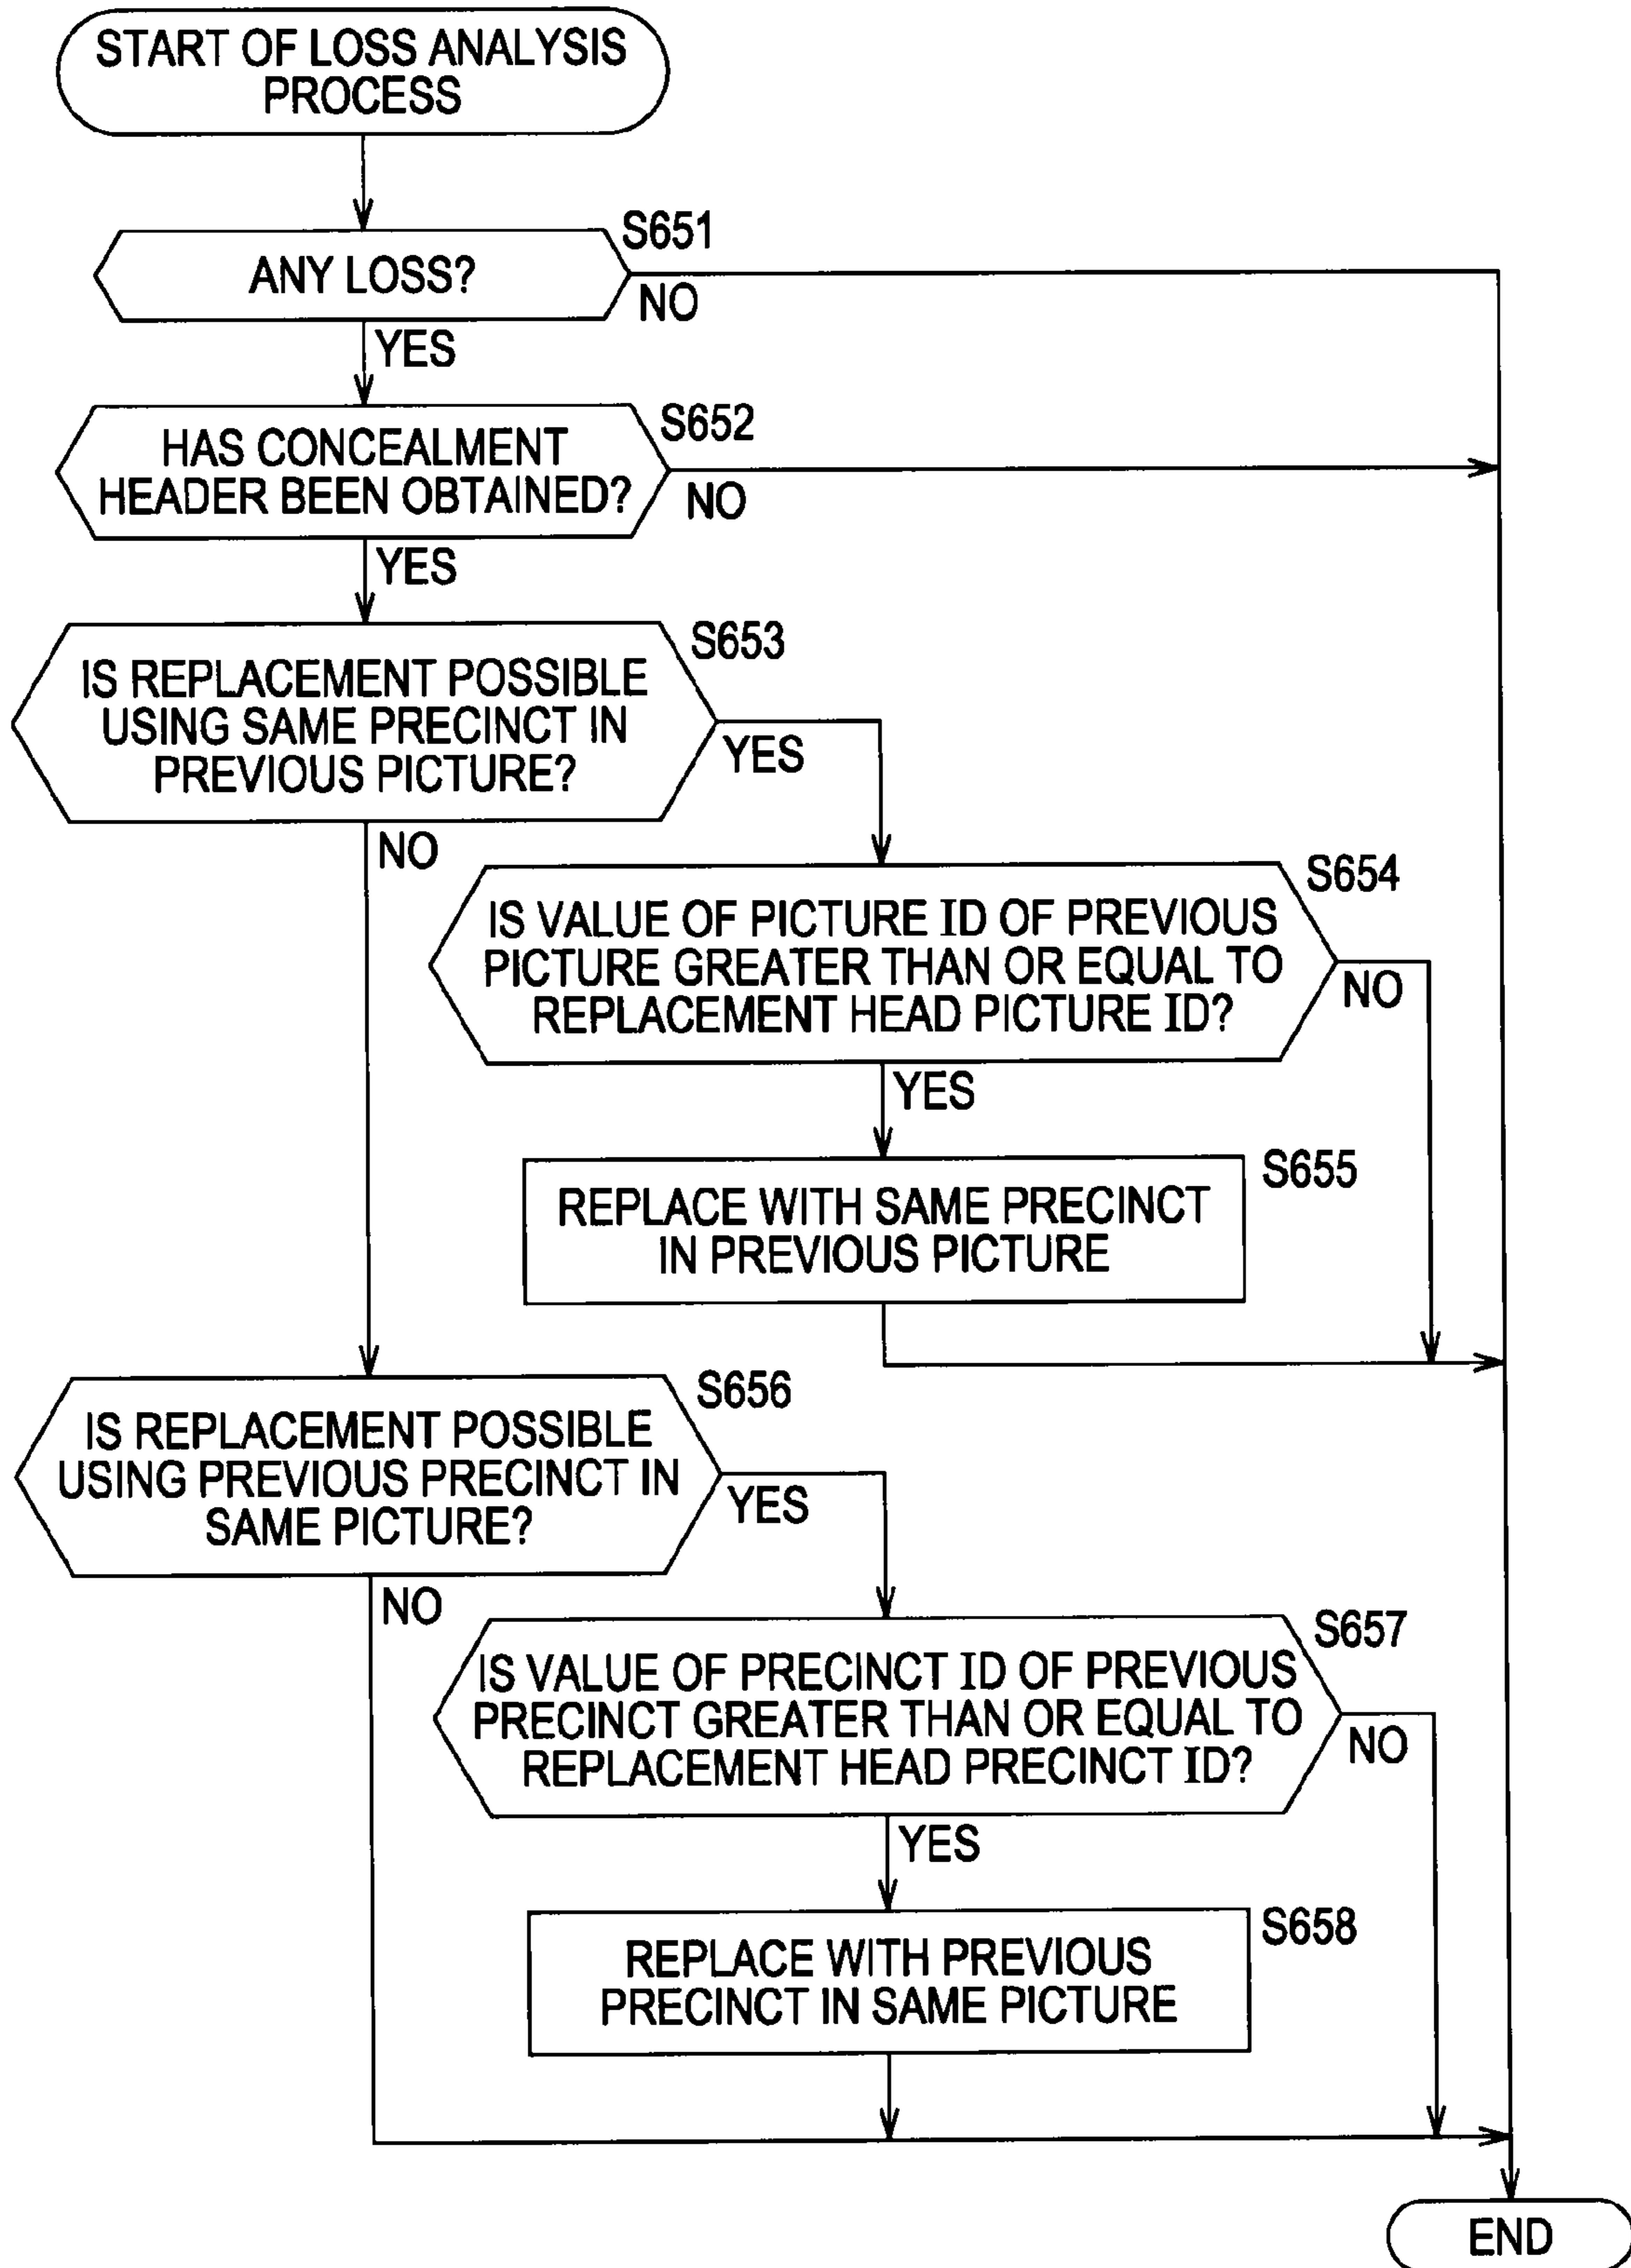 START OF LOSS ANALYSIS
PROCESS
S651
ANY LOSS?
NO
YES
S652
HAS CONCEALMENT
HEADER BEEN OBTAINED?
NO
YES
S653
IS REPLACEMENT POSSIBLE
USING SAME PRECINCT IN
PREVIOUS PICTURE?
YES
NO
S654
IS VALUE OF PICTURE ID OF PREVIOUS
PICTURE GREATER THAN OR EQUAL TO
REPLACEMENT HEAD PICTURE ID?
NO
YES
S655
REPLACE WITH SAME PRECINCT
IN PREVIOUS PICTURE
S656
IS REPLACEMENT POSSIBLE
USING PREVIOUS PRECINCT IN
SAME PICTURE?
YES
NO
S657
IS VALUE OF PRECINCT ID OF PREVIOUS
PRECINCT GREATER THAN OR EQUAL TO
REPLACEMENT HEAD PRECINCT ID?
NO
YES
S658
REPLACE WITH PREVIOUS
PRECINCT IN SAME PICTURE
END